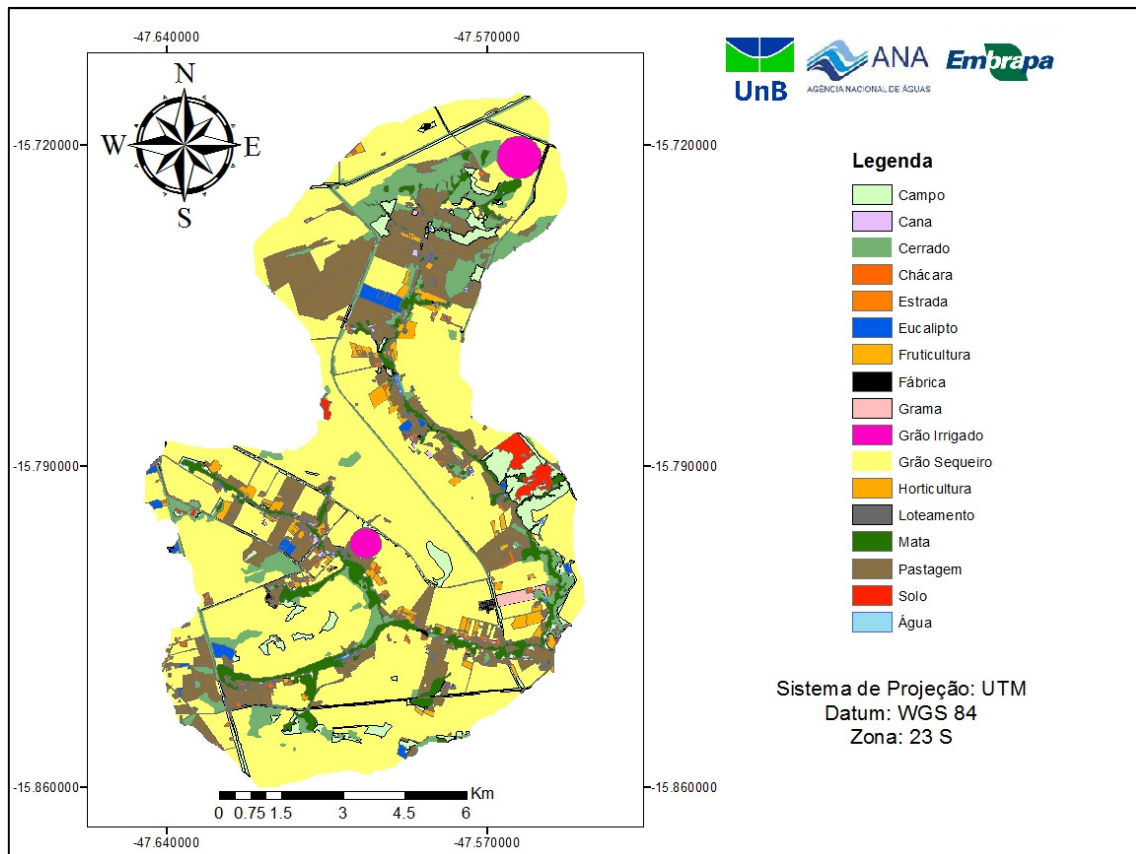 -47.640000
-47.570000
UnB
ANA
AGÊNCIA NACIONAL DE ÁGUAS
Embrapa
N
W E
S
-15.720000
-15.720000
Legenda
Campo
Cana
Cerrado
Chácara
Estrada
Eucalipto
Fruticultura
Fábrica
Grama
Grão Irrigado
Grão Sequeiro
Horticultura
Loteamento
Mata
Pastagem
Solo
Água
-15.790000
-15.790000
Sistema de Projeção: UTM
Datum: WGS 84
Zona: 23 S
-15.860000
-15.860000
Km
0 0.75 1.5 3 4.5 6
-47.640000
-47.570000